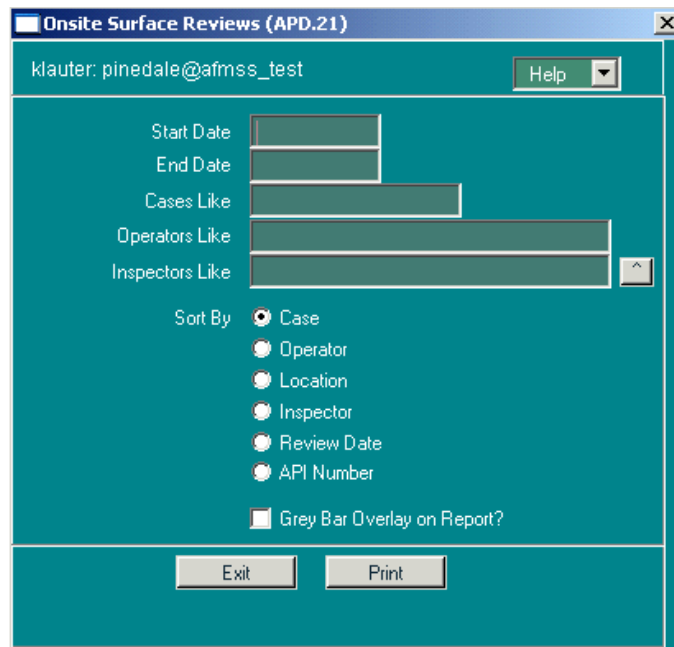 Onsite Surface Reviews (APD.21)
klauter: pinedale@afmss_test
Help
Start Date
End Date
Cases Like
Operators Like
Inspectors Like
^
Sort By
Case
Operator
Location
Inspector
Review Date
API Number
Grey Bar Overlay on Report?
Exit
Print